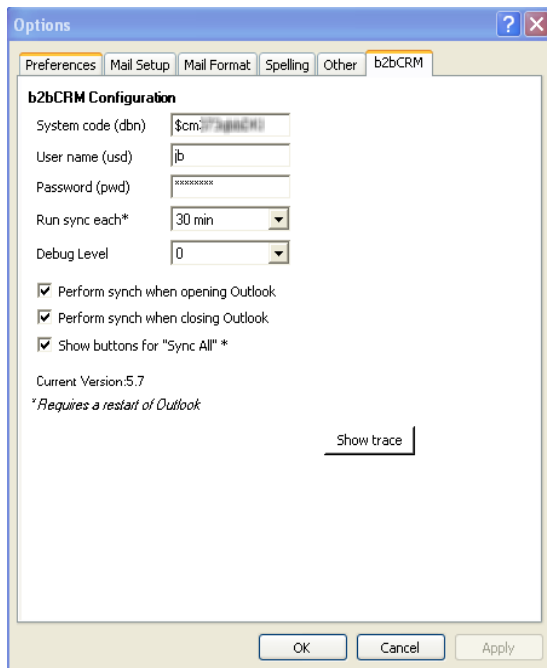 Options
Preferences Mail Setup Mail Format Spelling Other b2bCRM
b2bCRM Configuration
System code (dbn)
User name (usd) jb
Password (pwd) ********
Run sync each* 30 min
Debug Level 0
Perform synch when opening Outlook
Perform synch when closing Outlook
Show buttons for "Sync All" *
Current Version:5.7
*Requires a restart of Outlook
Show trace
OK Cancel Apply